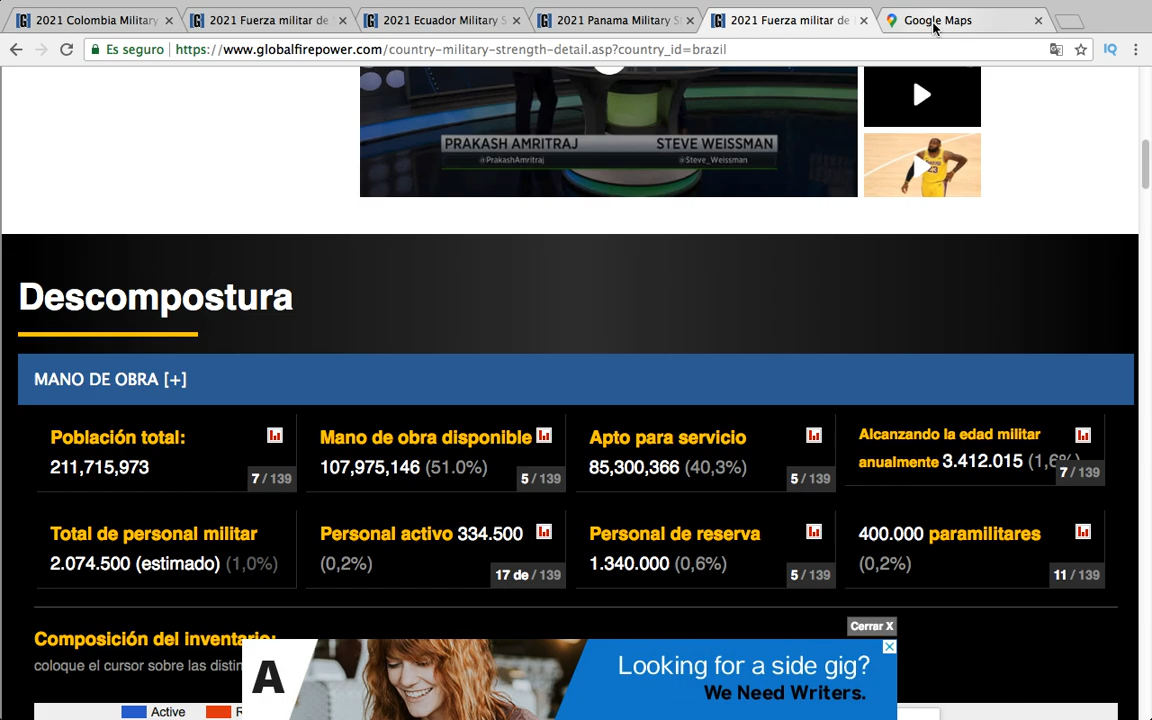 2021 Colombia Military
2021 Fuerza militar de
2021 Ecuador Military S
2021 Panama Military S
2021 Fuerza militar de
Google Maps
Es seguro
https://www.globalfirepower.com/country-military-strength-detail.asp?country_id=brazil
IQ
PRAKASH AMRITRAJ
@PrakashAmritraj
STEVE WEISSMAN
@Steve_Weissman
23
Descompostura
MANO DE OBRA [+]
Población total:
211,715,973
7 / 139
Mano de obra disponible
107,975,146 (51.0%)
5 / 139
Apto para servicio
85,300,366 (40,3%)
5 / 139
Alcanzando la edad militar
anualmente 3.412.015 (1,6%)
7 / 139
Total de personal militar
2.074.500 (estimado) (1,0%)
Personal activo 334.500
(0,2%)
17 de / 139
Personal de reserva
1.340.000 (0,6%)
5 / 139
400.000 paramilitares
(0,2%)
11 / 139
Composición del inventario:
coloque el cursor sobre las
Cerrar X
A
Looking for a side gig?
We Need Writers.
Active